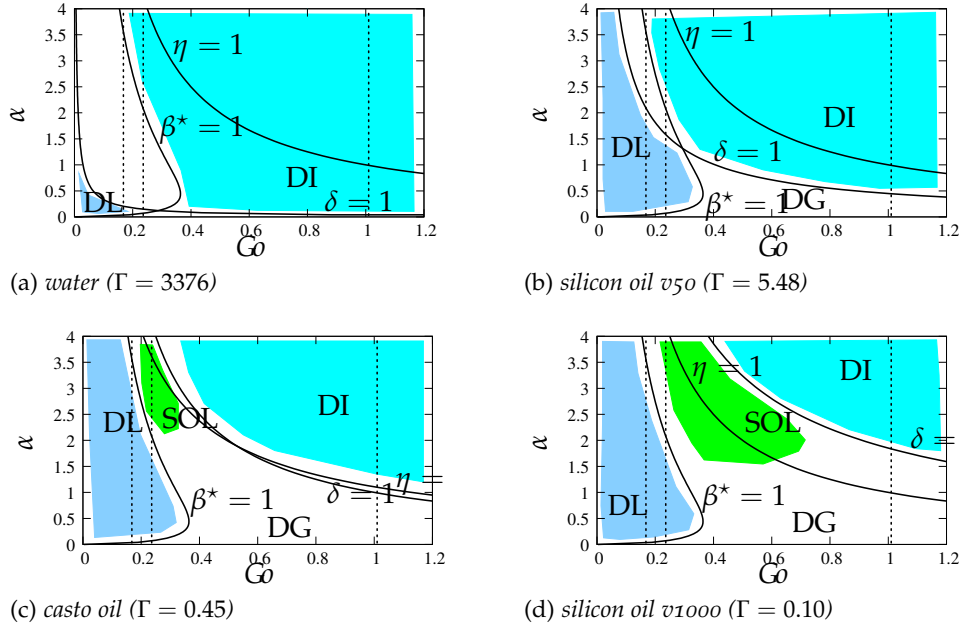 4
3.5
3
2.5
2
1.5
1
0.5
0
α
0 0.2 0.4 0.6 0.8 1 1.2
Go
η = 1
β⋆ = 1
DI
DL
δ = 1
(a) water (Γ = 3376)
4
3.5
3
2.5
2
1.5
1
0.5
0
α
0 0.2 0.4 0.6 0.8 1 1.2
Go
η = 1
DI
DL
δ = 1
β⋆ = 1
DG
(b) silicon oil v50 (Γ = 5.48)
4
3.5
3
2.5
2
1.5
1
0.5
0
α
0 0.2 0.4 0.6 0.8 1 1.2
Go
DL
SOL
DI
η =
β⋆ = 1
δ = 1
DG
(c) casto oil (Γ = 0.45)
4
3.5
3
2.5
2
1.5
1
0.5
0
α
0 0.2 0.4 0.6 0.8 1 1.2
Go
η = 1
DI
SOL
δ =
DL
β⋆ = 1
DG
(d) silicon oil v1000 (Γ = 0.10)